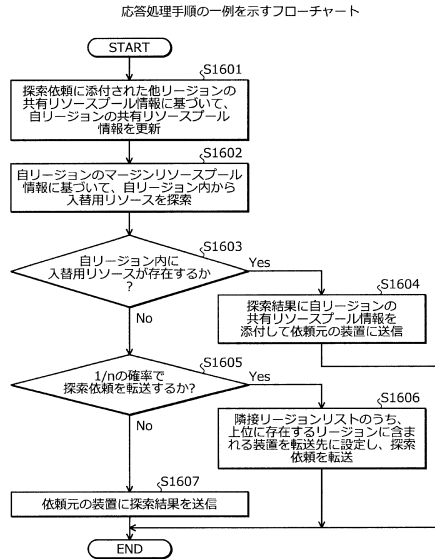 応答処理手順の一例を示すフローチャート
START
S1601
探索依頼に添付された他リージョンの
共有リソースプール情報に基づいて、
自リージョンの共有リソースプール
情報を更新
S1602
自リージョンのマージンリソースプール
情報に基づいて、自リージョン内から
入替用リソースを探索
S1603
自リージョン内に
入替用リソースが存在するか
?
Yes
No
S1604
探索結果に自リージョンの
共有リソースプール情報を
添付して依頼元の装置に送信
S1605
1/nの確率で
探索依頼を転送するか?
Yes
No
S1606
隣接リージョンリストのうち、
上位に存在するリージョンに含ま
れる装置を転送先に設定し、探索
依頼を転送
S1607
依頼元の装置に探索結果を送信
END